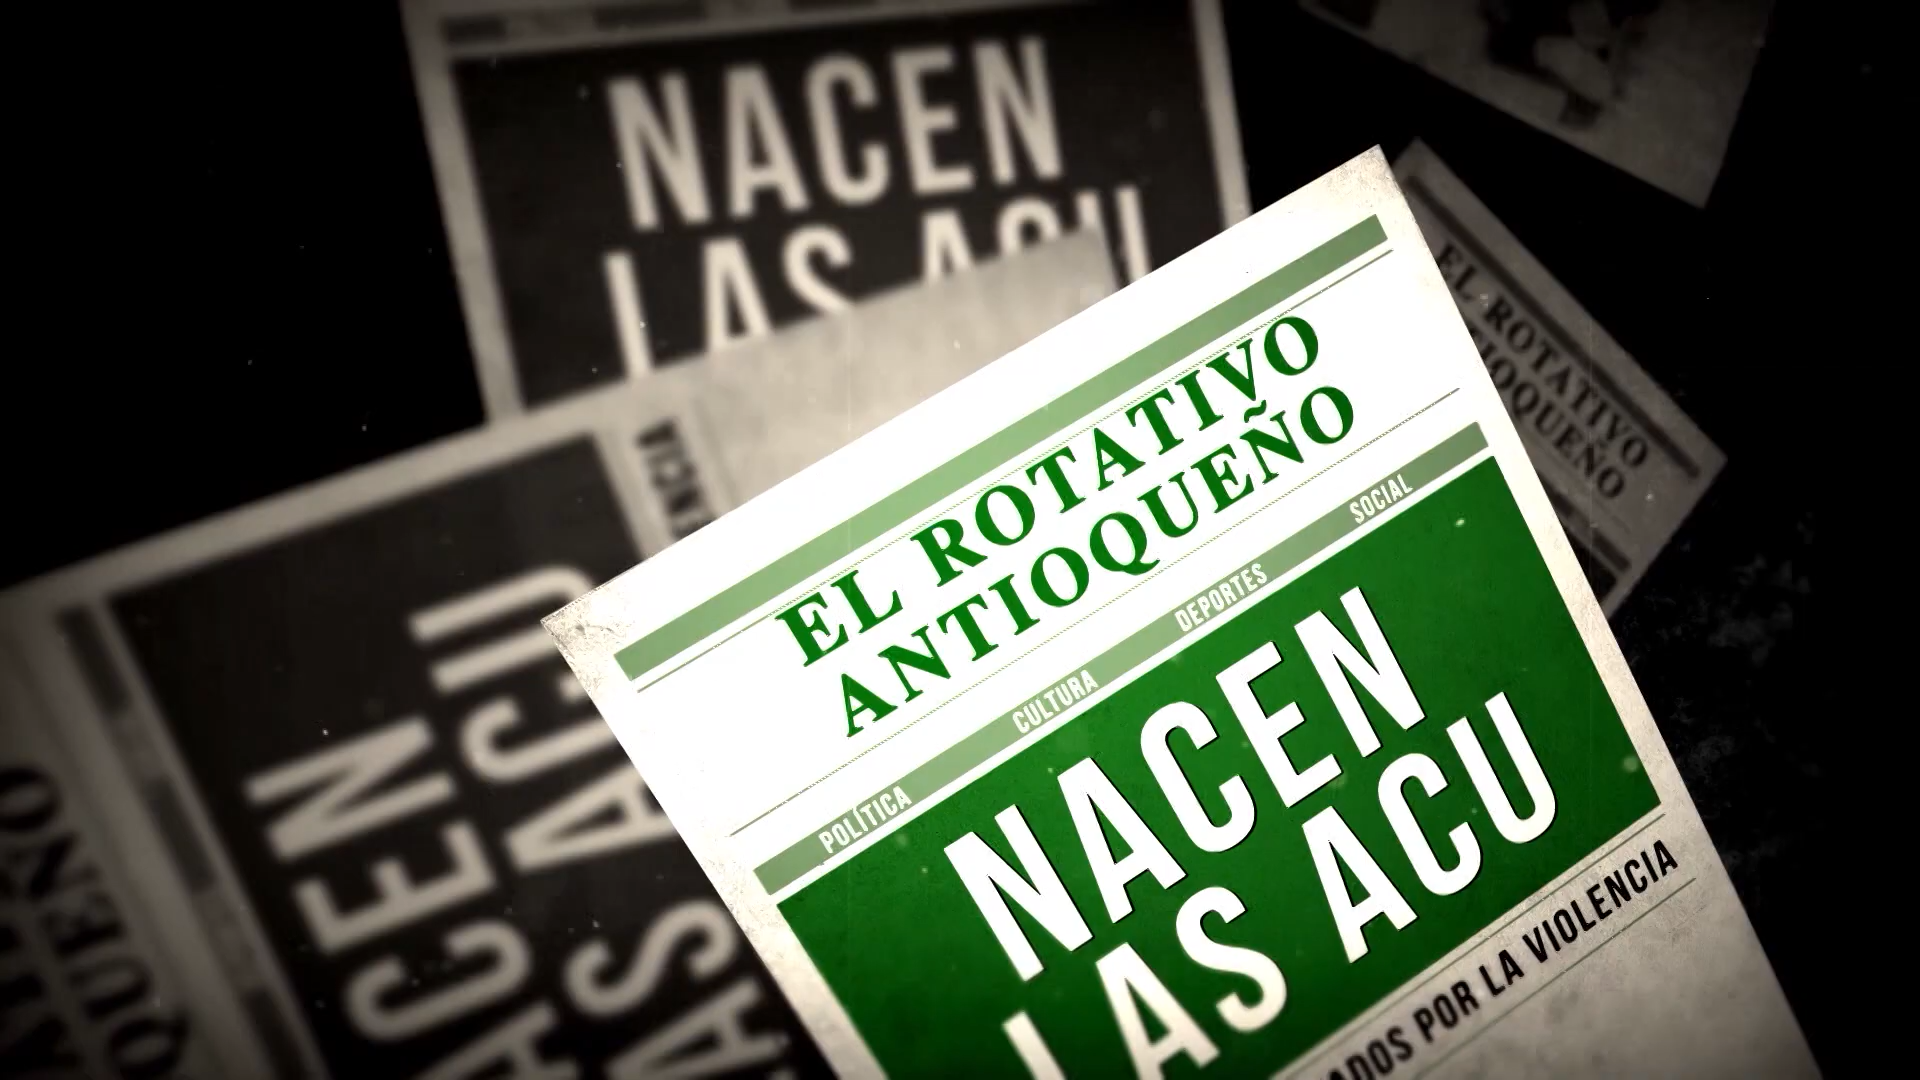 NACEN
LAS ACU
EL ROTATIVO
ANTIOQUEÑO
POLÍTICA CULTURA DEPORTES SOCIAL
NACEN
LAS ACU
POR LA VIOLENCIA
EL ROTATIVO
ANTIOQUEÑO
NACEN
LAS ACU